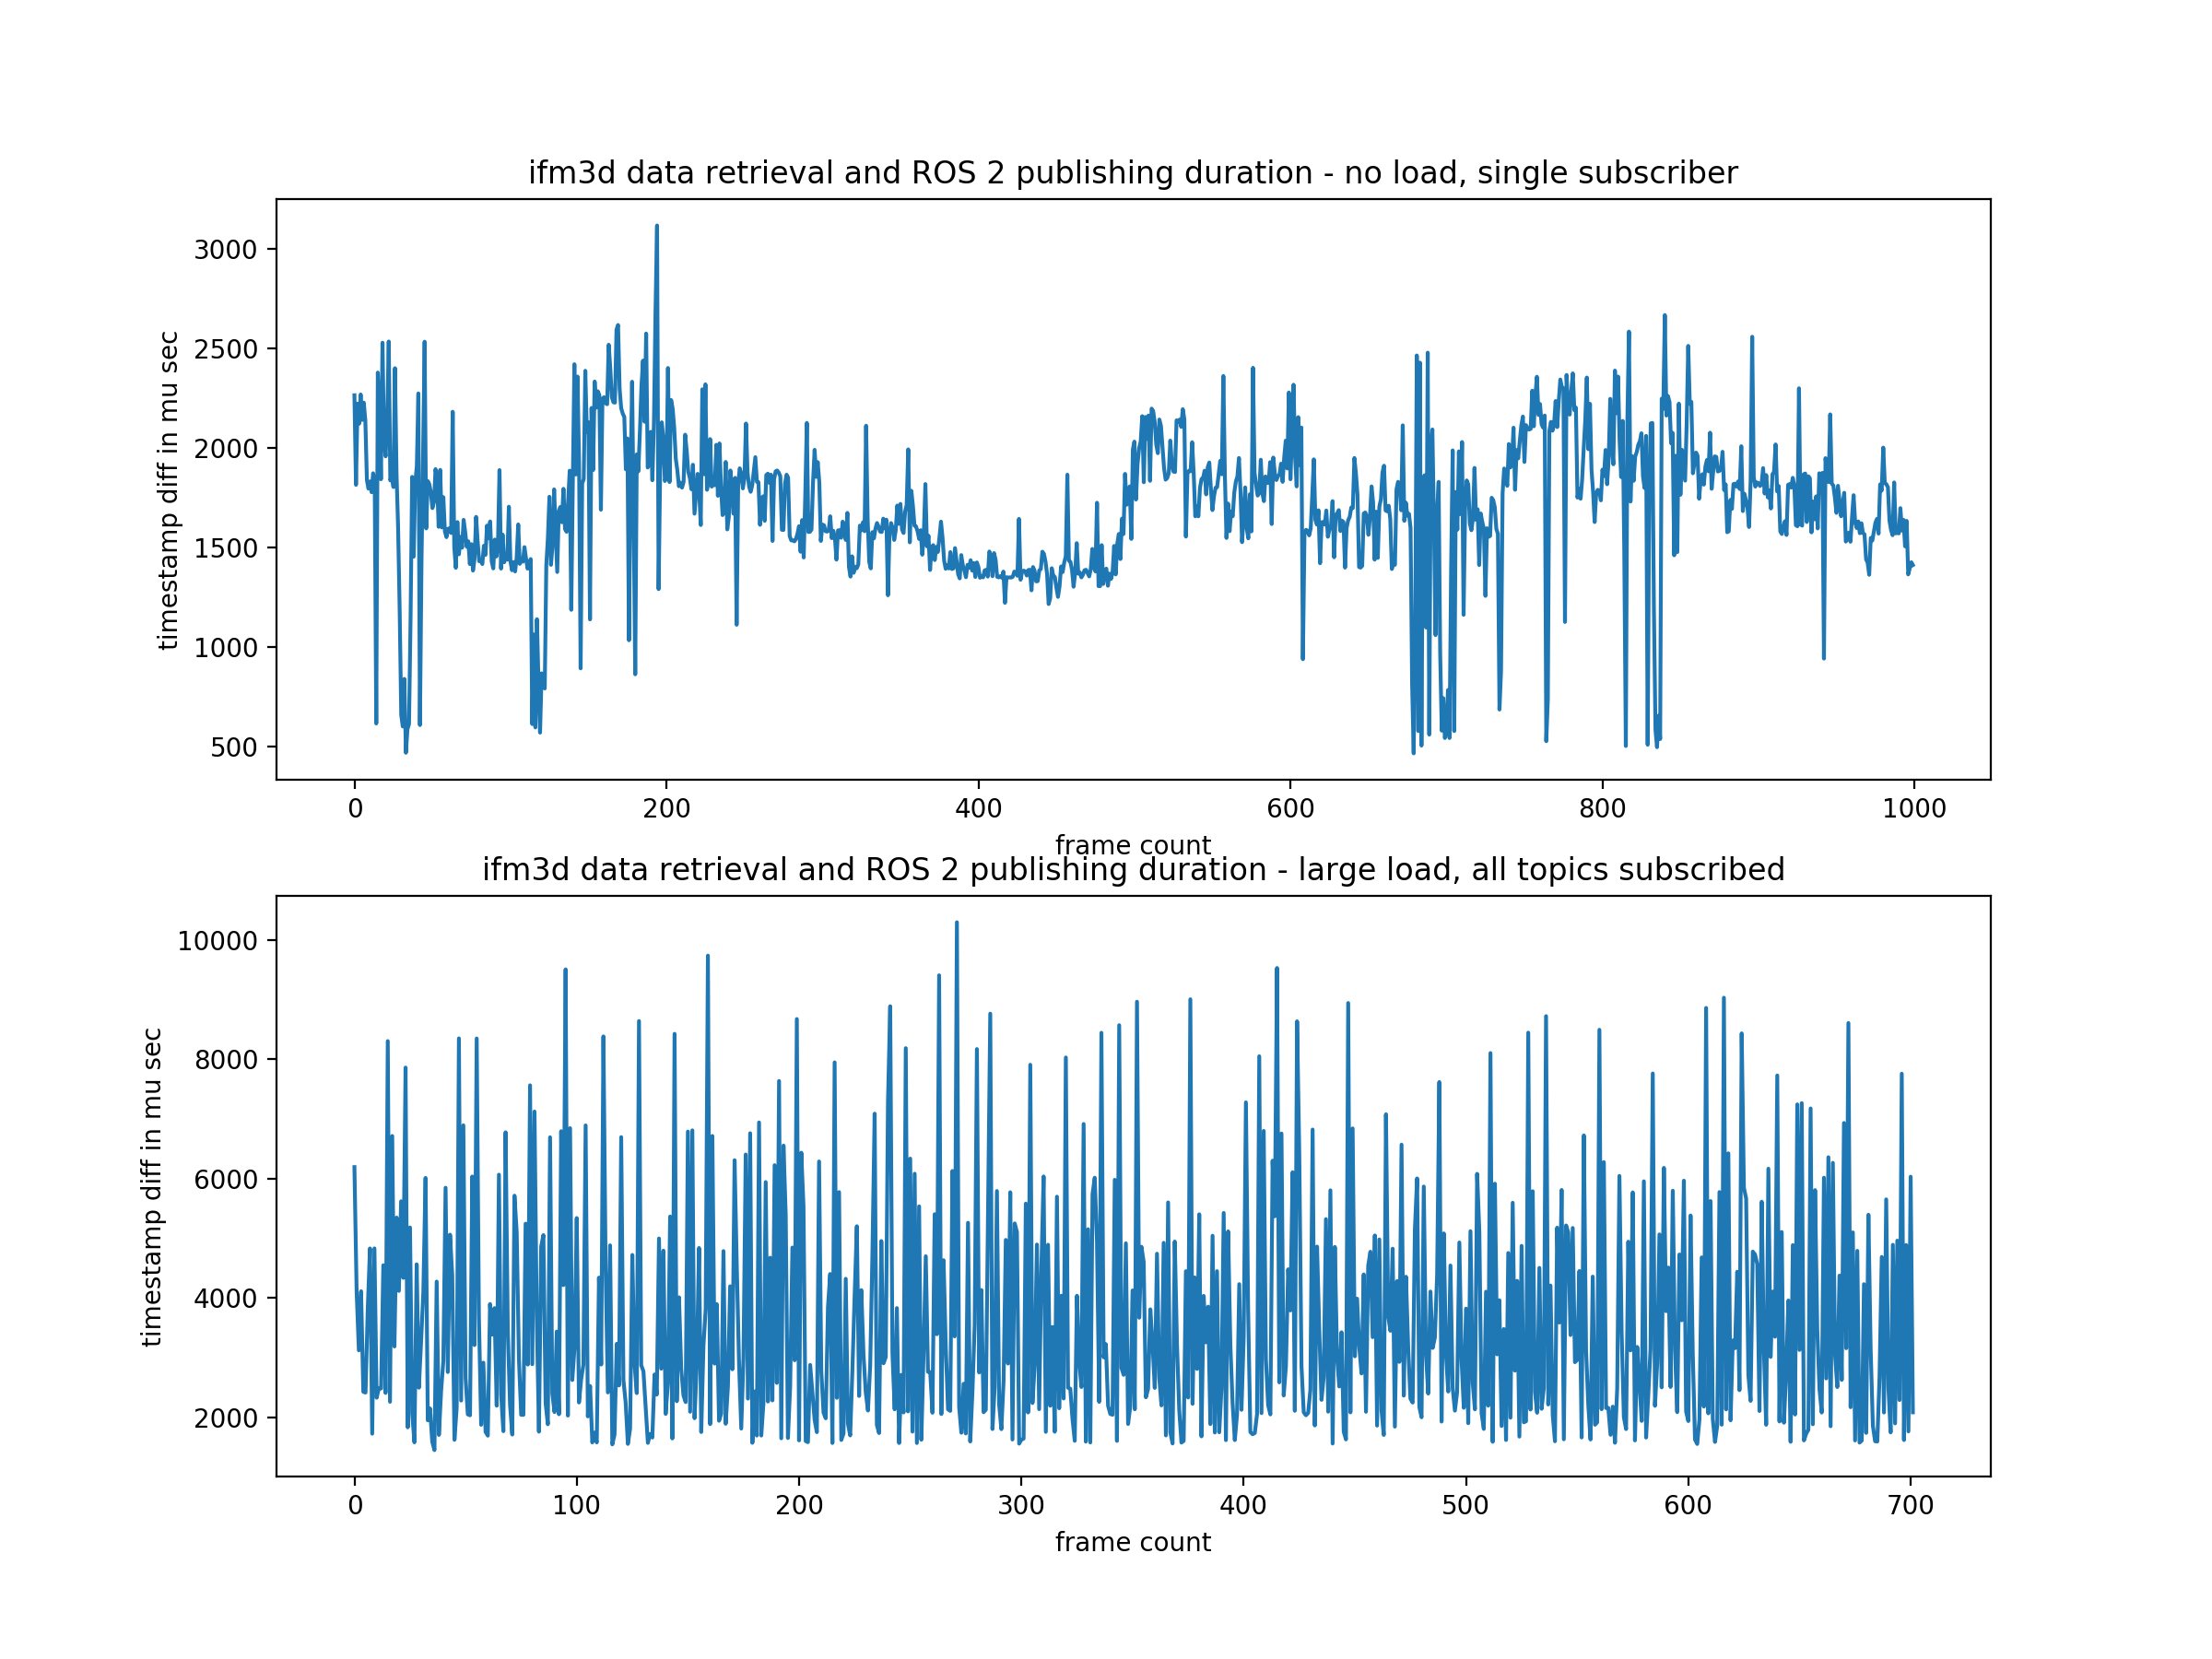 ifm3d data retrieval and ROS 2 publishing duration - no load, single subscriber
timestamp diff in mu sec
3000
2500
2000
1500
1000
500
0 200 400 600 800 1000
frame count
ifm3d data retrieval and ROS 2 publishing duration - large load, all topics subscribed
timestamp diff in mu sec
10000
8000
6000
4000
2000
0 100 200 300 400 500 600 700
frame count